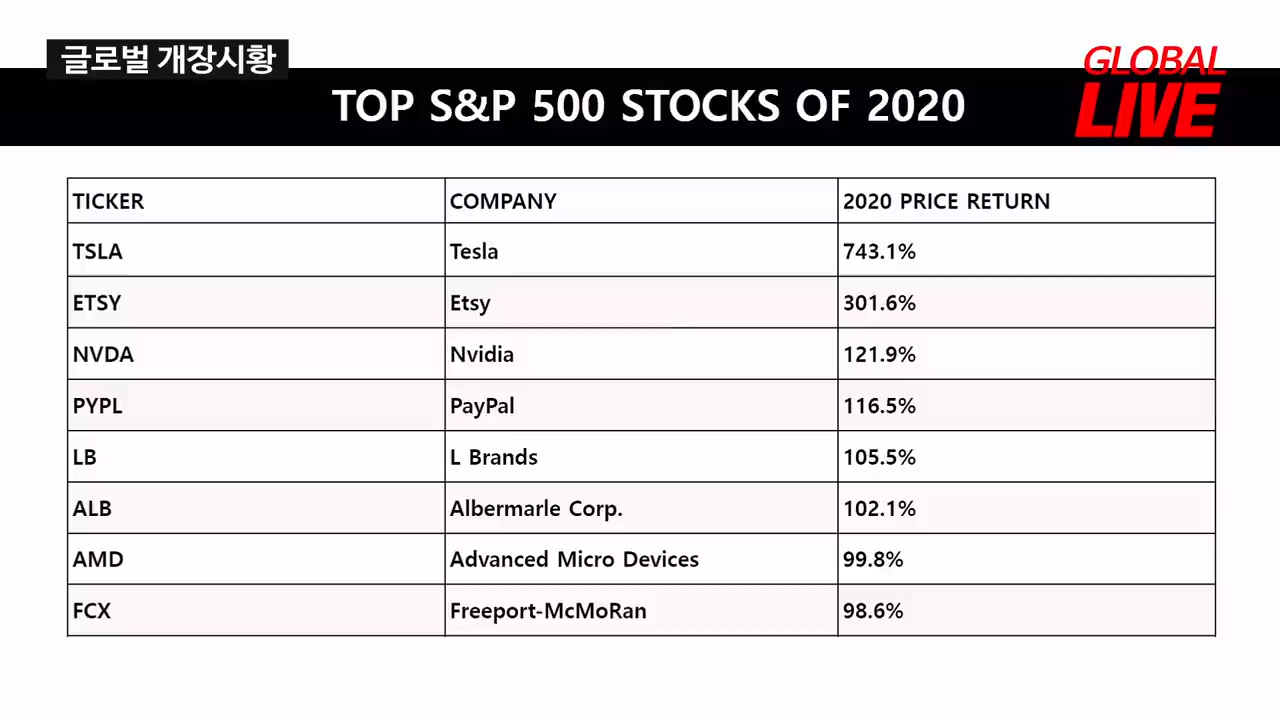 글로벌 개장시황
GLOBAL
LIVE
TOP S&P 500 STOCKS OF 2020
TICKER COMPANY 2020 PRICE RETURN
TSLA Tesla 743.1%
ETSY Etsy 301.6%
NVDA Nvidia 121.9%
PYPL PayPal 116.5%
LB L Brands 105.5%
ALB Albermarle Corp. 102.1%
AMD Advanced Micro Devices 99.8%
FCX Freeport-McMoRan 98.6%